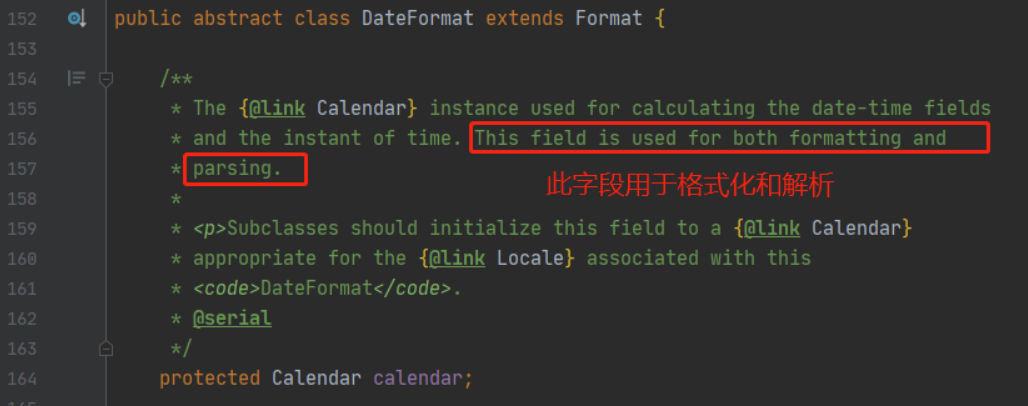 152 public abstract class DateFormat extends Format {
153
154 /**
155 * The {@link Calendar} instance used for calculating the date-time fields
156 * and the instant of time. This field is used for both formatting and
157 * parsing.
此字段用于格式化和解析
158 *
159 * <p>Subclasses should initialize this field to a {@link Calendar}
160 * appropriate for the {@link Locale} associated with this
161 * <code>DateFormat</code>.
162 * @serial
163 */
164 protected Calendar calendar;